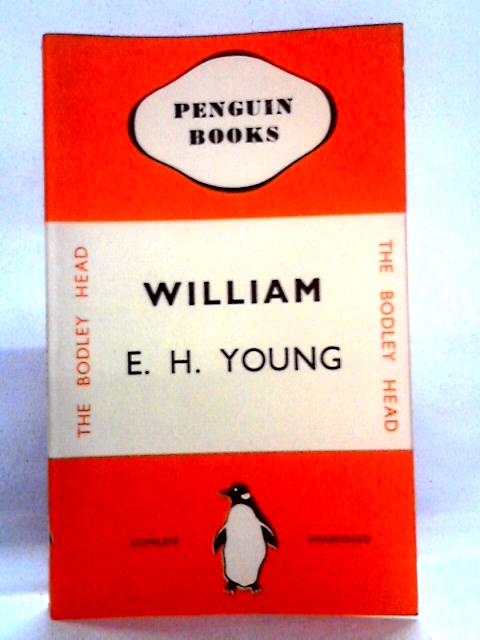 PENGUIN
BOOKS
THE BODLEY HEAD
THE BODLEY HEAD
WILLIAM
E. H. YOUNG
COMPLETE
UNABRIDGED